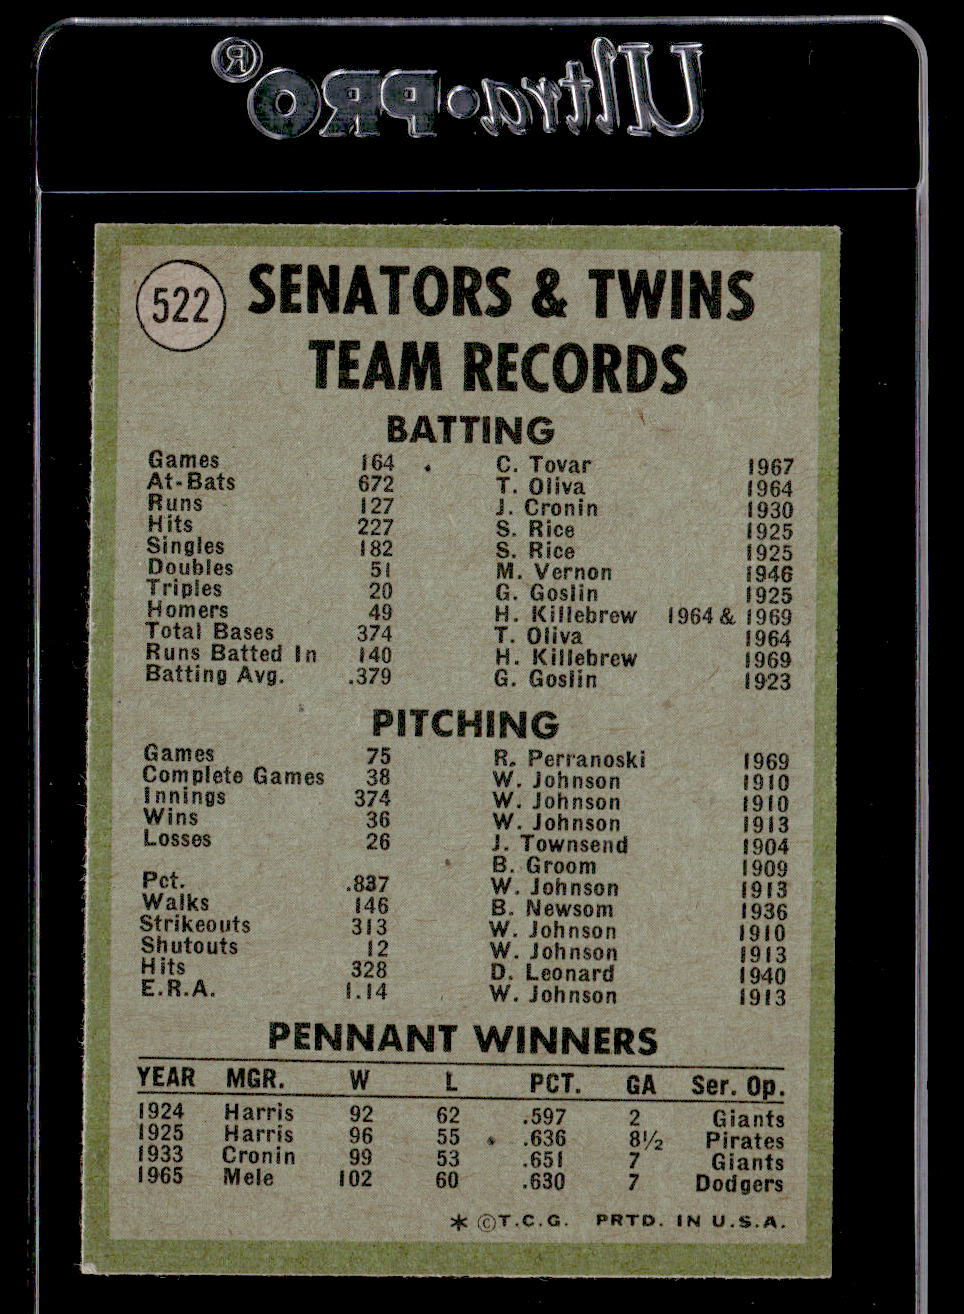 Ultra·PRO®
522
SENATORS & TWINS
TEAM RECORDS
BATTING
Games 164 C. Tovar 1967
At-Bats 672 T. Oliva 1964
Runs 127 J. Cronin 1930
Hits 227 S. Rice 1925
Singles 182 S. Rice 1925
Doubles 51 M. Vernon 1946
Triples 20 G. Goslin 1925
Homers 49 H. Killebrew 1964 & 1969
Total Bases 374 T. Oliva 1964
Runs Batted In 140 H. Killebrew 1969
Batting Avg. .379 G. Goslin 1923
PITCHING
Games 75 R. Perranoski 1969
Complete Games 38 W. Johnson 1910
Innings 374 W. Johnson 1910
Wins 36 W. Johnson 1913
Losses 26 J. Townsend 1904
B. Groom 1909
Pct. .837 W. Johnson 1913
Walks 146 B. Newsom 1936
Strikeouts 313 W. Johnson 1910
Shutouts 12 W. Johnson 1913
Hits 328 D. Leonard 1940
E.R.A. 1.14 W. Johnson 1913
PENNANT WINNERS
YEAR MGR. W L PCT. GA Ser. Op.
1924 Harris 92 62 .597 2 Giants
1925 Harris 96 55 .636 8½ Pirates
1933 Cronin 99 53 .651 7 Giants
1965 Mele 102 60 .630 7 Dodgers
* ©T.C.G. PRTD. IN U.S.A.